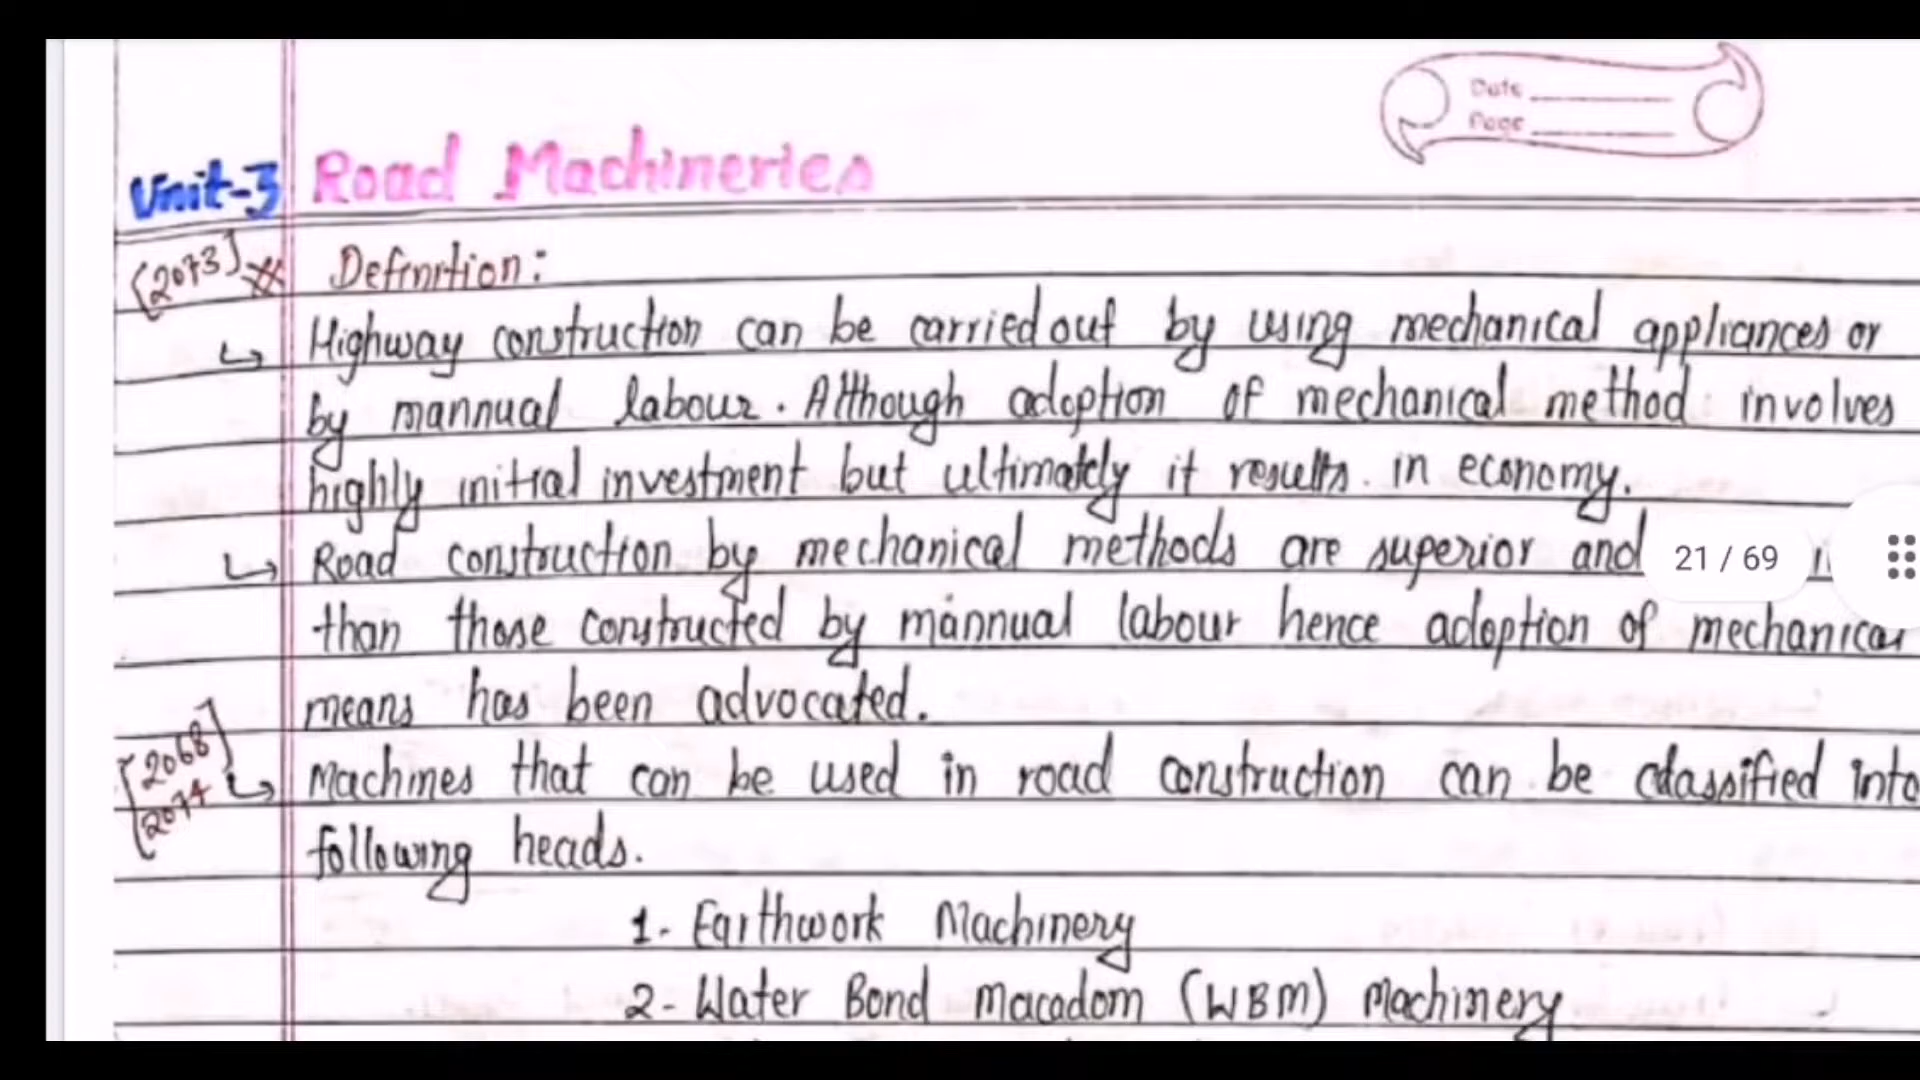 Date
Page
Unit-3 Road Machineries
[2073] # Definition:
↳ Highway construction can be carried out by using mechanical appliances or
by mannual labour. Although adoption of mechanical method involves
highly initial investment but ultimately it results in economy.
↳ Road construction by mechanical methods are superior and
21 / 69
than those constructed by mannual labour hence adoption of mechanical
means has been advocated.
[2068 2074] ↳ Machines that can be used in road construction can be classified into
following heads.
1. Earthwork Machinery
2- Water Bond Macadom (WBM) Machinery